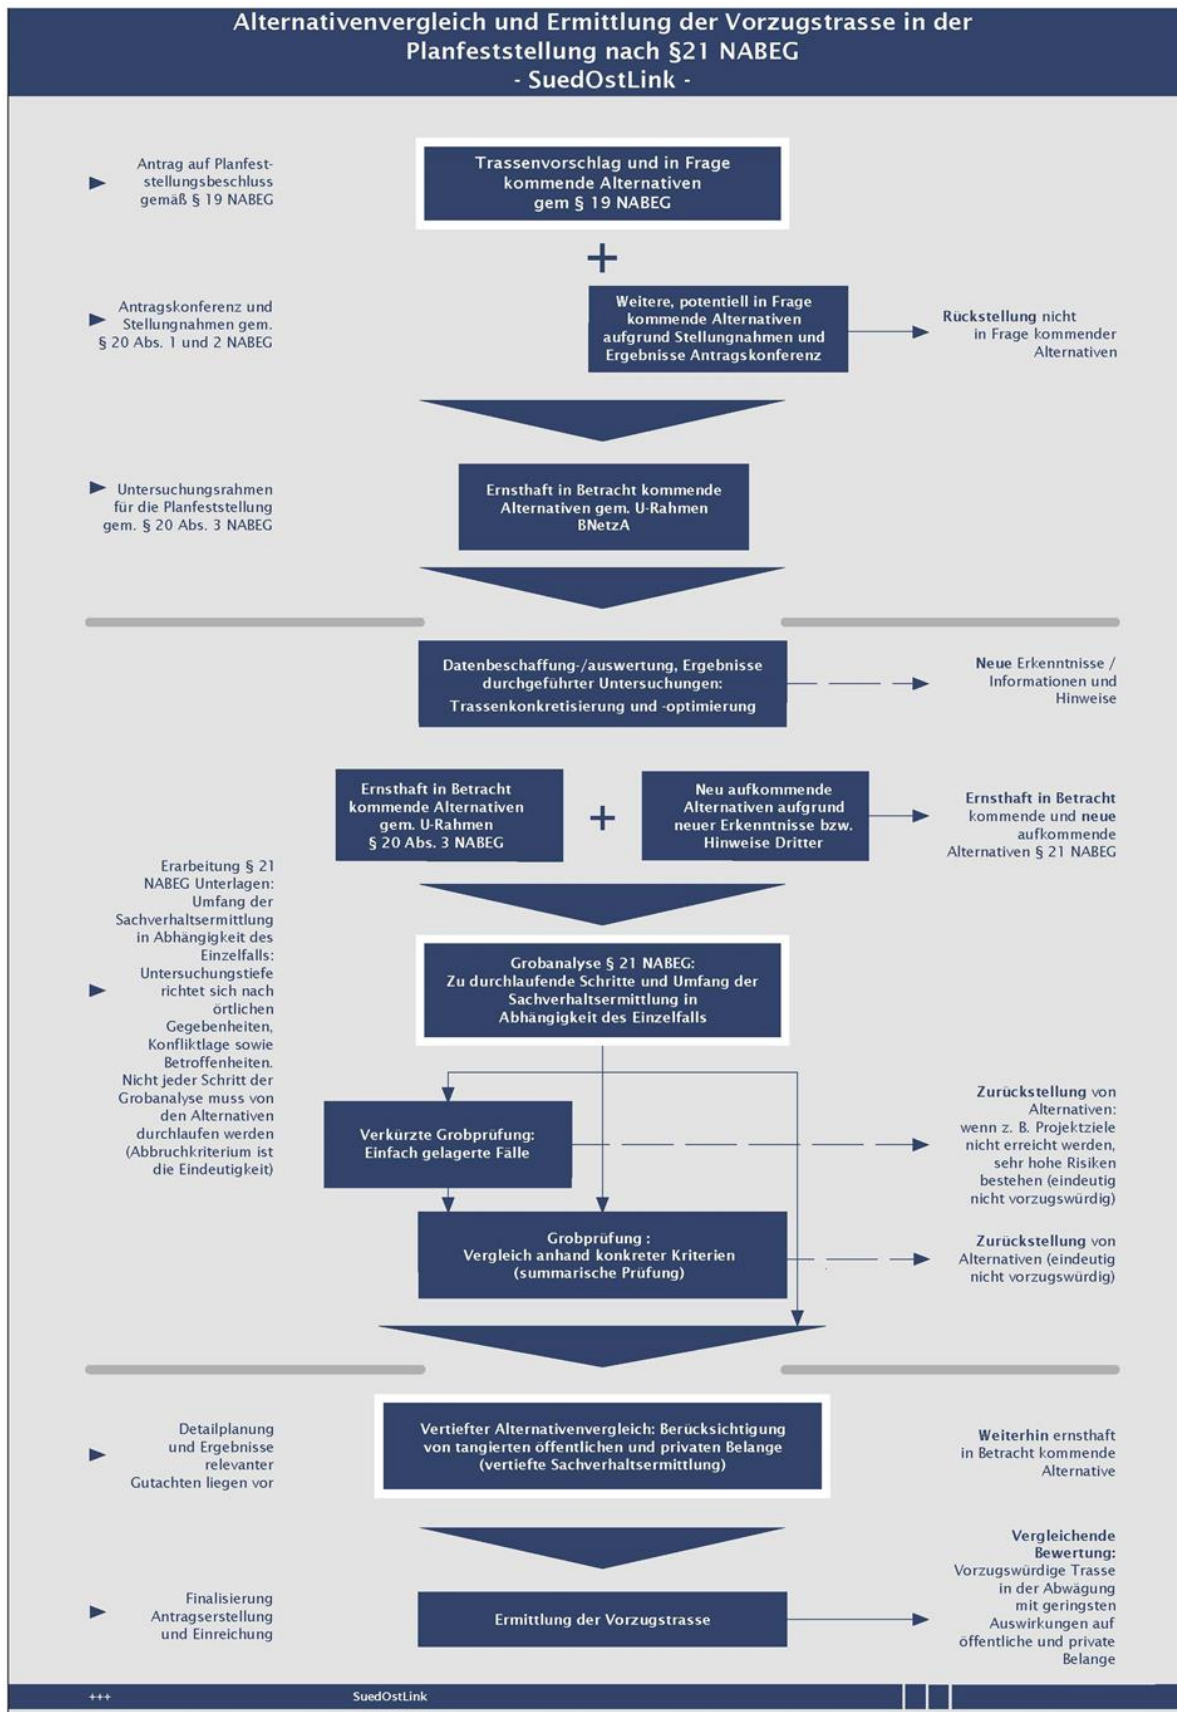 Alternativenvergleich und Ermittlung der Vorzugstrasse in der
Planfeststellung nach §21 NABEG
- SuedOstLink -
Antrag auf Planfest-
stellungsbeschluss
gemäß § 19 NABEG
Trassenvorschlag und in Frage
kommende Alternativen
gem § 19 NABEG
+
Antragskonferenz und
Stellungnahmen gem.
§ 20 Abs. 1 und 2 NABEG
Weitere, potentiell in Frage
kommende Alternativen
aufgrund Stellungnahmen und
Ergebnisse Antragskonferenz
Rückstellung nicht
in Frage kommender
Alternativen
Untersuchungsrahmen
für die Planfeststellung
gem. § 20 Abs. 3 NABEG
Ernsthaft in Betracht kommende
Alternativen gem. U-Rahmen
BNetzA
Datenbeschaffung-/auswertung, Ergebnisse
durchgeführter Untersuchungen:
Trassenkonkretisierung und -optimierung
Neue Erkenntnisse /
Informationen und
Hinweise
Ernsthaft in Betracht
kommende Alternativen
gem. U-Rahmen
§ 20 Abs. 3 NABEG
+
Neu aufkommende
Alternativen aufgrund
neuer Erkenntnisse bzw.
Hinweise Dritter
Ernsthaft in Betracht
kommende und neue
aufkommende
Alternativen § 21 NABEG
Erarbeitung § 21
NABEG Unterlagen:
Umfang der
Sachverhaltsermittlung
in Abhängigkeit des
Einzelfalls:
Untersuchungstiefe
richtet sich nach
örtlichen
Gegebenheiten,
Konfliktlage sowie
Betroffenheiten.
Nicht jeder Schritt der
Grobanalyse muss von
den Alternativen
durchlaufen werden
(Abbruchkriterium ist
die Eindeutigkeit)
Grobanalyse § 21 NABEG:
Zu durchlaufende Schritte und Umfang der
Sachverhaltsermittlung in
Abhängigkeit des Einzelfalls
Verkürzte Grobprüfung:
Einfach gelagerte Fälle
Zurückstellung von
Alternativen:
wenn z. B. Projektziele
nicht erreicht werden,
sehr hohe Risiken
bestehen (eindeutig
nicht vorzugswürdig)
Grobprüfung :
Vergleich anhand konkreter Kriterien
(summarische Prüfung)
Zurückstellung von
Alternativen (eindeutig
nicht vorzugswürdig)
Detailplanung
und Ergebnisse
relevanter
Gutachten liegen vor
Vertiefter Alternativenvergleich: Berücksichtigung
von tangierten öffentlichen und privaten Belange
(vertiefte Sachverhaltsermittlung)
Weiterhin ernsthaft
in Betracht kommende
Alternative
Finalisierung
Antragserstellung
und Einreichung
Ermittlung der Vorzugstrasse
Vergleichende
Bewertung:
Vorzugswürdige Trasse
in der Abwägung
mit geringsten
Auswirkungen auf
öffentliche und private
Belange
+++ SuedOstLink